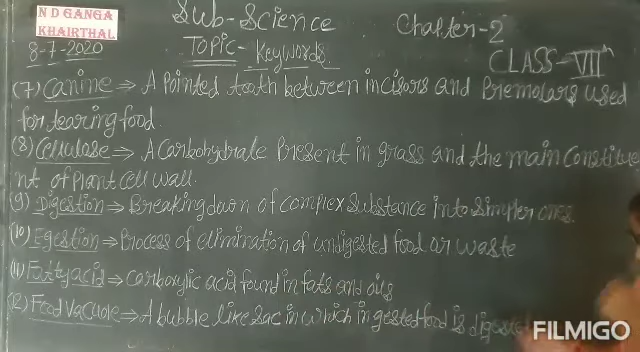 N D GANGA
KHAIRTHAL
Sub-Science
Chapter-2
8-7-2020
Topic- Keywords
CLASS-VIIth
(7) Canine ⇒ A Pointed tooth between incisors and Premolars used
for tearing food.
(8) Cellulose ⇒ A Carbohydrate Present in grass and the main Constitue
nt of Plant Cell Wall.
(9) Digestion ⇒ Breaking down of complex substance into simpler ones.
(10) Egestion ⇒ Process of elimination of undigested food or waste
(11) Fatty acid ⇒ Carboxylic acid found in fats and oils
(12) Food Vacuole ⇒ A bubble like sac in which ingested food is digested
FILMIGO